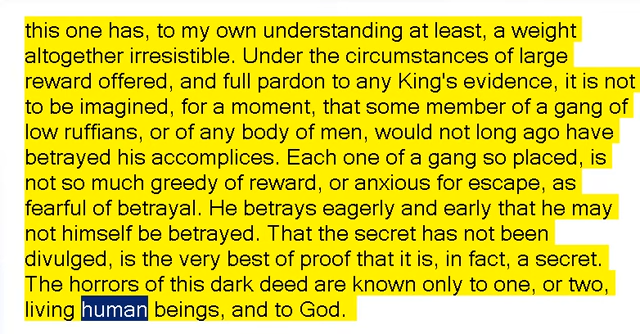 this one has, to my own understanding at least, a weight
altogether irresistible. Under the circumstances of large
reward offered, and full pardon to any King's evidence, it is not
to be imagined, for a moment, that some member of a gang of
low ruffians, or of any body of men, would not long ago have
betrayed his accomplices. Each one of a gang so placed, is
not so much greedy of reward, or anxious for escape, as
fearful of betrayal. He betrays eagerly and early that he may
not himself be betrayed. That the secret has not been
divulged, is the very best of proof that it is, in fact, a secret.
The horrors of this dark deed are known only to one, or two,
living human beings, and to God.